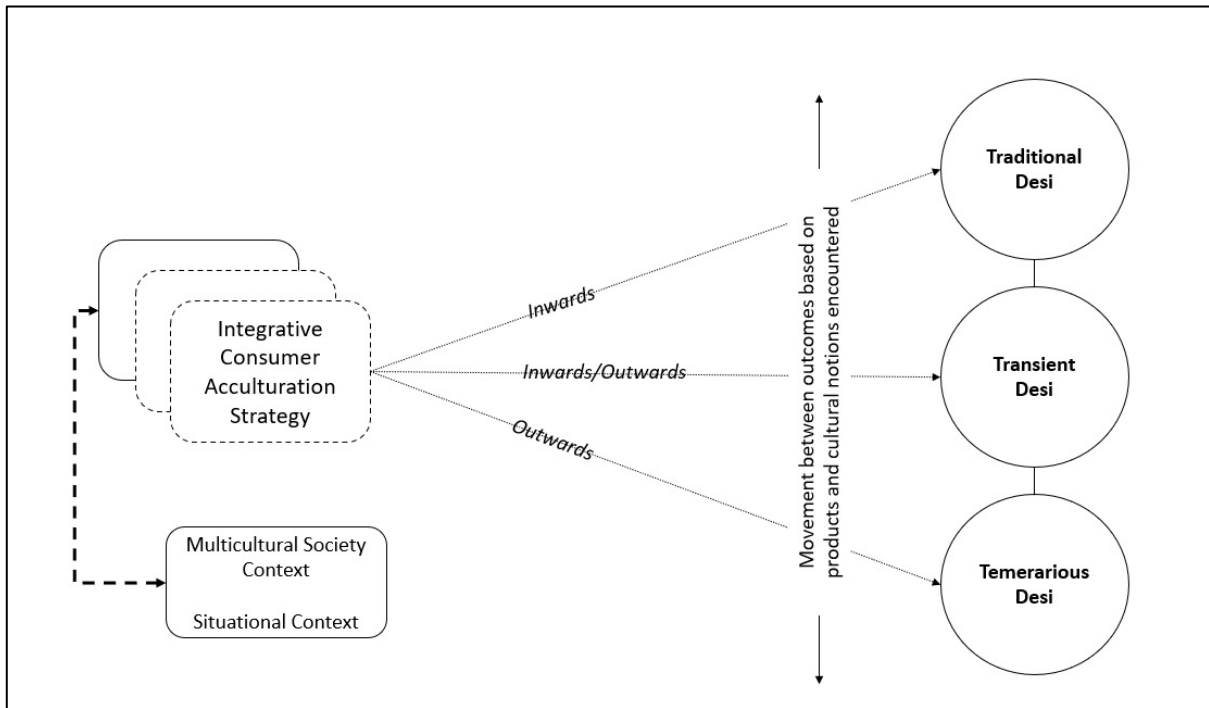 Integrative
Consumer
Acculturation
Strategy
Multicultural Society
Context
Situational Context
Inwards
Inwards/Outwards
Outwards
Movement between outcomes based on
products and cultural notions encountered
Traditional
Desi
Transient
Desi
Temerarious
Desi